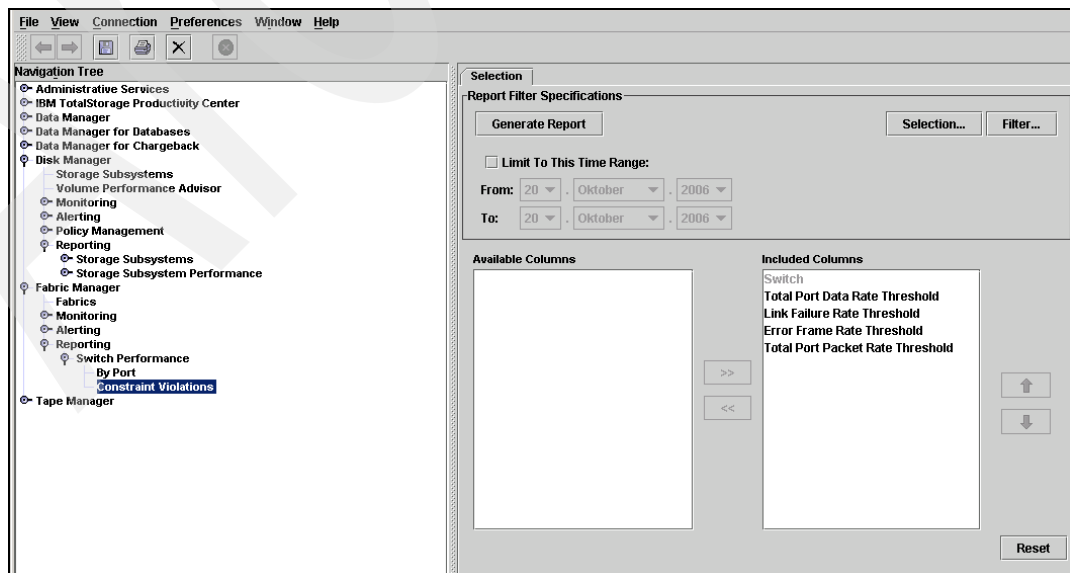 File View Connection Preferences Window Help
Navigation Tree
Administrative Services
IBM TotalStorage Productivity Center
Data Manager
Data Manager for Databases
Data Manager for Chargeback
Disk Manager
Storage Subsystems
Volume Performance Advisor
Monitoring
Alerting
Policy Management
Reporting
Storage Subsystems
Storage Subsystem Performance
Fabric Manager
Fabrics
Monitoring
Alerting
Reporting
Switch Performance
By Port
Constraint Violations
Tape Manager
Selection
Report Filter Specifications
Generate Report Selection... Filter...
Limit To This Time Range:
From: 20 . Oktober . 2006
To: 20 . Oktober . 2006
Available Columns Included Columns
Switch
Total Port Data Rate Threshold
Link Failure Rate Threshold
Error Frame Rate Threshold
Total Port Packet Rate Threshold
>>
<<
Reset